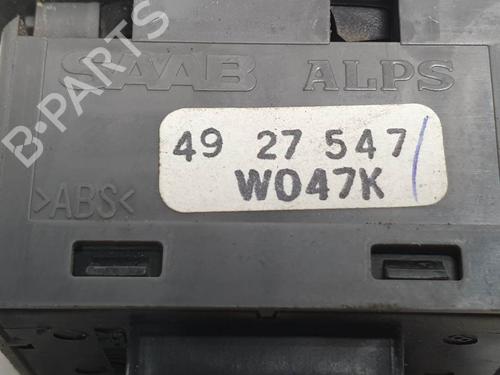 SAAB ALPS
49 27 547
W047K
>ABS<
B-PARTS